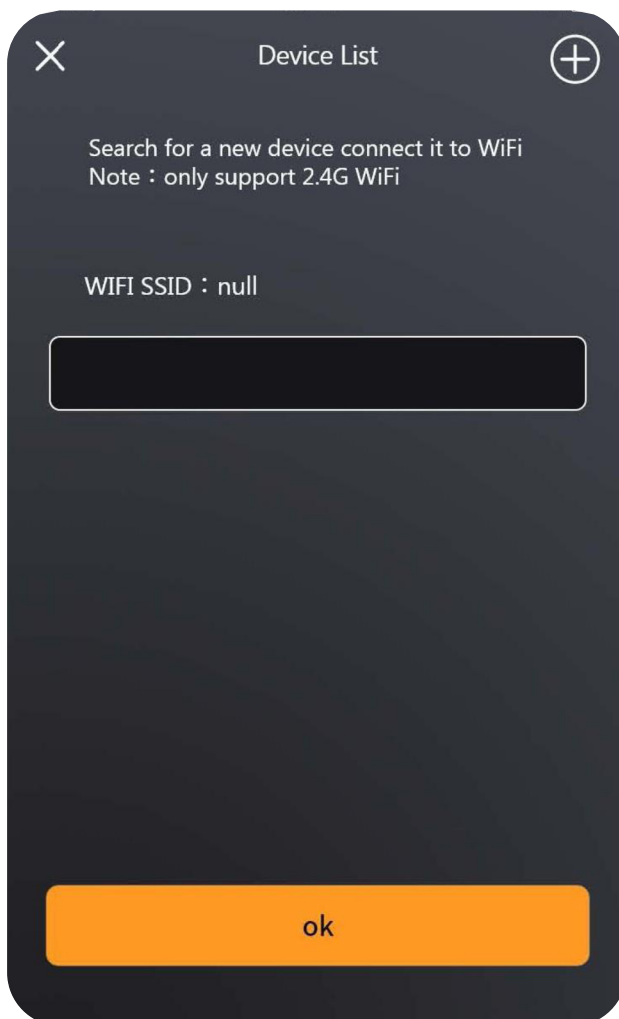 Device List
Search for a new device connect it to WiFi
Note：only support 2.4G WiFi
WIFI SSID：null
ok